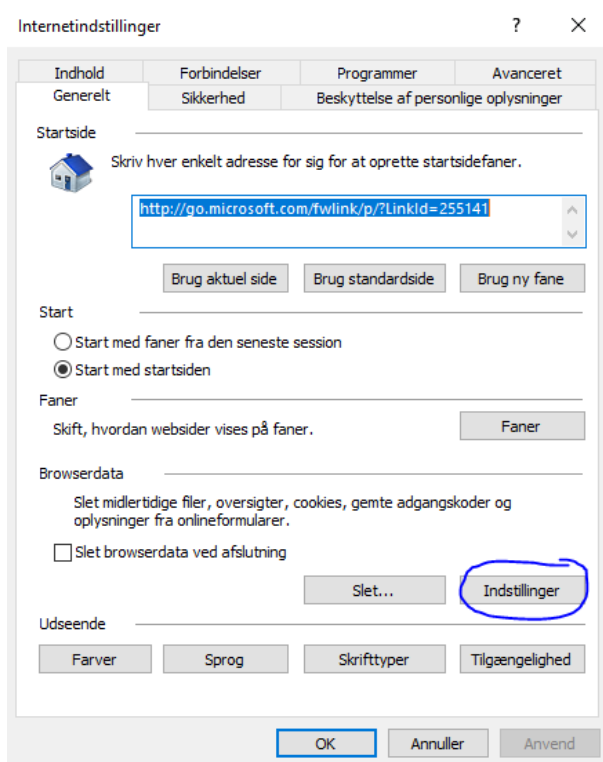 Internetindstillinger
?
Indhold Forbindelser Programmer Avanceret
Generelt Sikkerhed Beskyttelse af personlige oplysninger
Startside
Skriv hver enkelt adresse for sig for at oprette startsidefaner.
http://go.microsoft.com/fwlink/p/?LinkId=255141
Brug aktuel side Brug standardside Brug ny fane
Start
Start med faner fra den seneste session
Start med startsiden
Faner
Skift, hvordan websider vises på faner. Faner
Browserdata
Slet midlertidige filer, oversigter, cookies, gemte adgangskoder og
oplysninger fra onlineformularer.
Slet browserdata ved afslutning
Slet... Indstillinger
Udseende
Farver Sprog Skrifttyper Tilgængelighed
OK Annuller Anvend